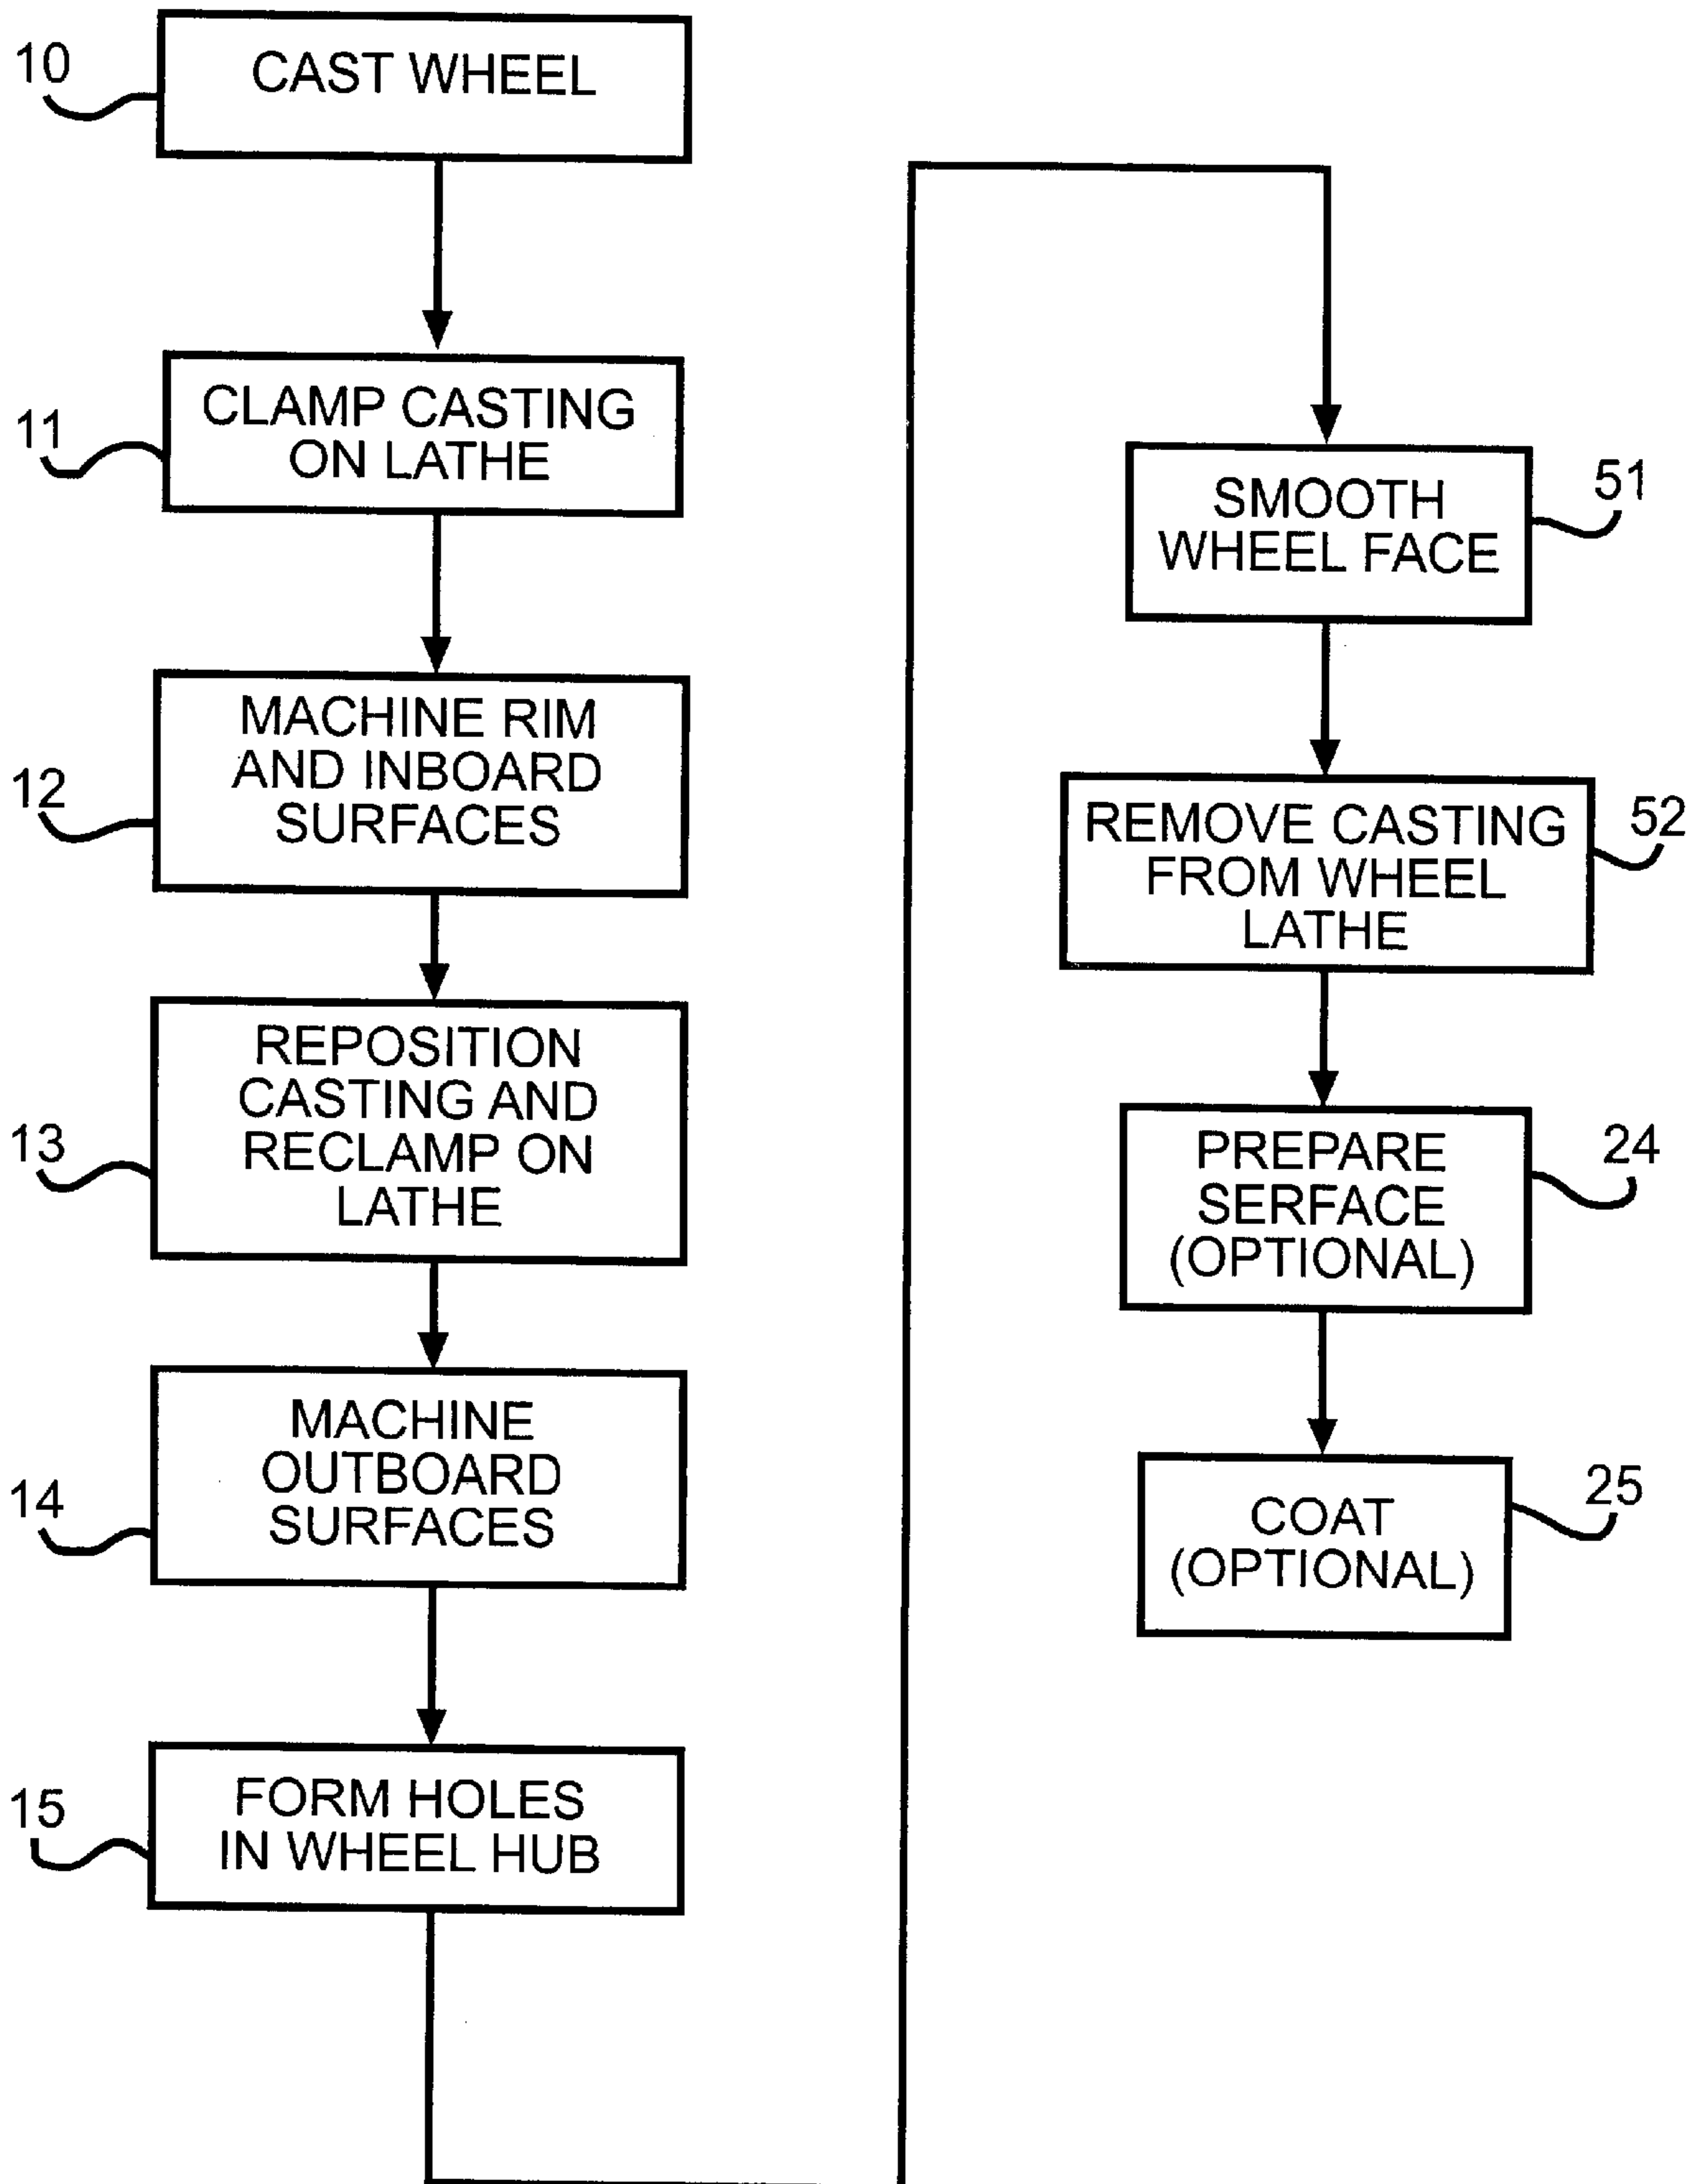 10
CAST WHEEL
11
CLAMP CASTING
ON LATHE
12
MACHINE RIM
AND INBOARD
SURFACES
13
REPOSITION
CASTING AND
RECLAMP ON
LATHE
14
MACHINE
OUTBOARD
SURFACES
15
FORM HOLES
IN WHEEL HUB
51
SMOOTH
WHEEL FACE
52
REMOVE CASTING
FROM WHEEL
LATHE
24
PREPARE
SERFACE
(OPTIONAL)
25
COAT
(OPTIONAL)